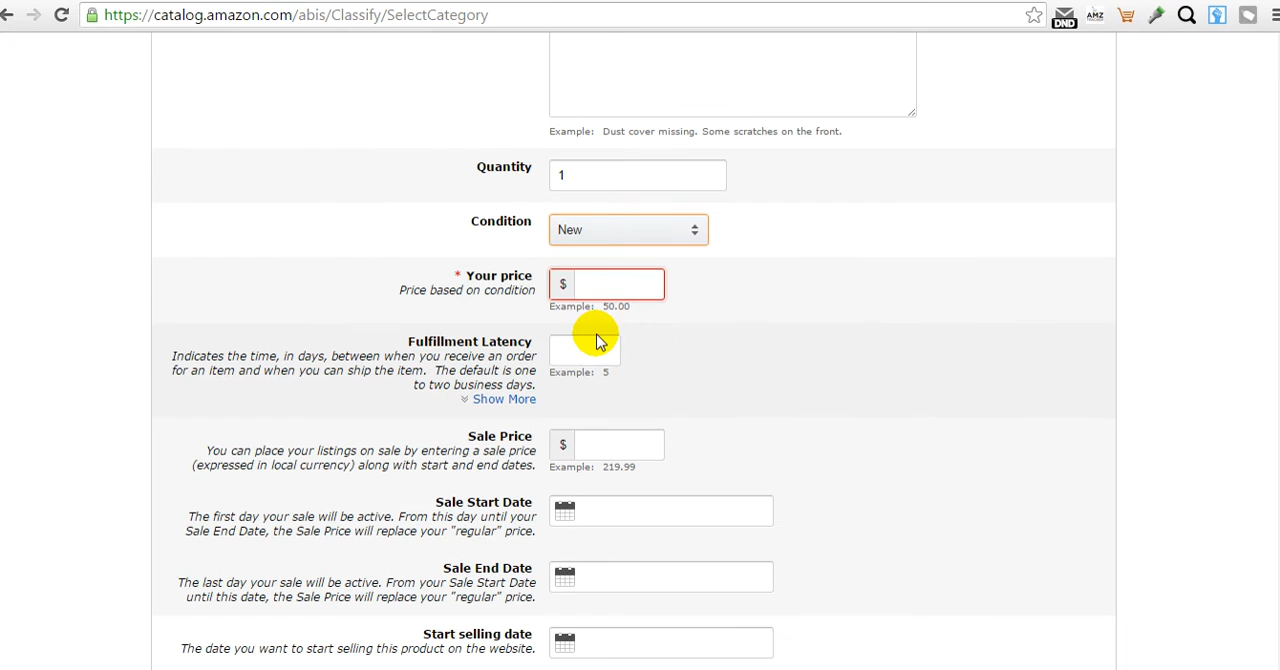 https://catalog.amazon.com/abis/Classify/SelectCategory
DND
AMZ
Example: Dust cover missing. Some scratches on the front.
Quantity
1
Condition
New
* Your price
Price based on condition
$
Example: 50.00
Fulfillment Latency
Indicates the time, in days, between when you receive an order
for an item and when you can ship the item. The default is one
to two business days.
Show More
Example: 5
Sale Price
You can place your listings on sale by entering a sale price
(expressed in local currency) along with start and end dates.
$
Example: 219.99
Sale Start Date
The first day your sale will be active. From this day until your
Sale End Date, the Sale Price will replace your "regular" price.
Sale End Date
The last day your sale will be active. From your Sale Start Date
until this date, the Sale Price will replace your "regular" price.
Start selling date
The date you want to start selling this product on the website.